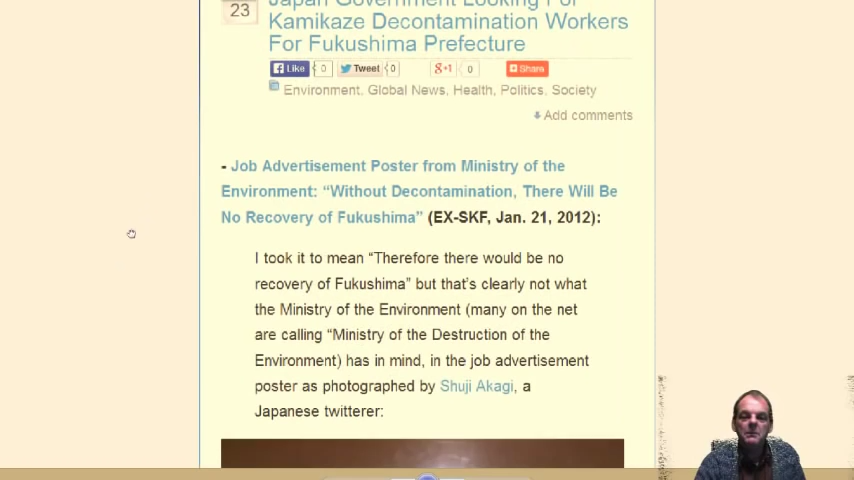 23
Japan Government Looking For
Kamikaze Decontamination Workers
For Fukushima Prefecture
Like 0 Tweet 0 g+1 0 Share
Environment, Global News, Health, Politics, Society
Add comments
- Job Advertisement Poster from Ministry of the
Environment: “Without Decontamination, There Will Be
No Recovery of Fukushima” (EX-SKF, Jan. 21, 2012):
I took it to mean “Therefore there would be no
recovery of Fukushima” but that’s clearly not what
the Ministry of the Environment (many on the net
are calling “Ministry of the Destruction of the
Environment) has in mind, in the job advertisement
poster as photographed by Shuji Akagi, a
Japanese twitterer: